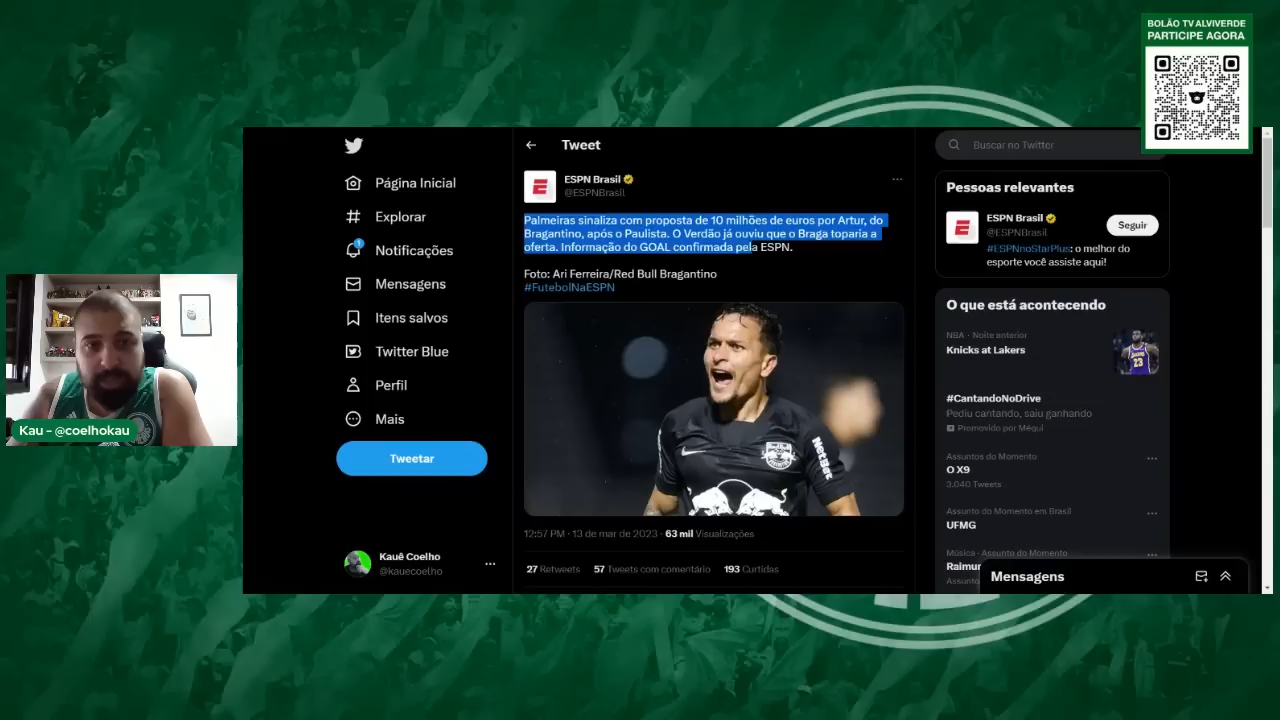 BOLÃO TV ALVIVERDE
PARTICIPE AGORA
Tweet
Buscar no Twitter
Página Inicial
Explorar
1
Notificações
Mensagens
Itens salvos
Twitter Blue
Perfil
Mais
Tweetar
Kauê Coelho
@kauecoelho
ESPN Brasil
@ESPNBrasil
Palmeiras sinaliza com proposta de 10 milhões de euros por Artur, do
Bragantino, após o Paulista. O Verdão já ouviu que o Braga toparia a
oferta. Informação do GOAL confirmada pela ESPN.
Foto: Ari Ferreira/Red Bull Bragantino
#FutebolNaESPN
NetBet
12:57 PM · 13 de mar de 2023 · 63 mil Visualizações
27 Retweets 57 Tweets com comentário 193 Curtidas
Pessoas relevantes
ESPN Brasil
@ESPNBrasil
Seguir
#ESPNnoStarPlus: o melhor do
esporte você assiste aqui!
O que está acontecendo
NBA · Noite anterior
Knicks at Lakers
23
#CantandoNoDrive
Pediu cantando, saiu ganhando
Promovido por Méqui
Assuntos do Momento
O X9
3.040 Tweets
Assunto do Momento em Brasil
UFMG
Música · Assunto do Momento
Mensagens
Kau - @coelhokau